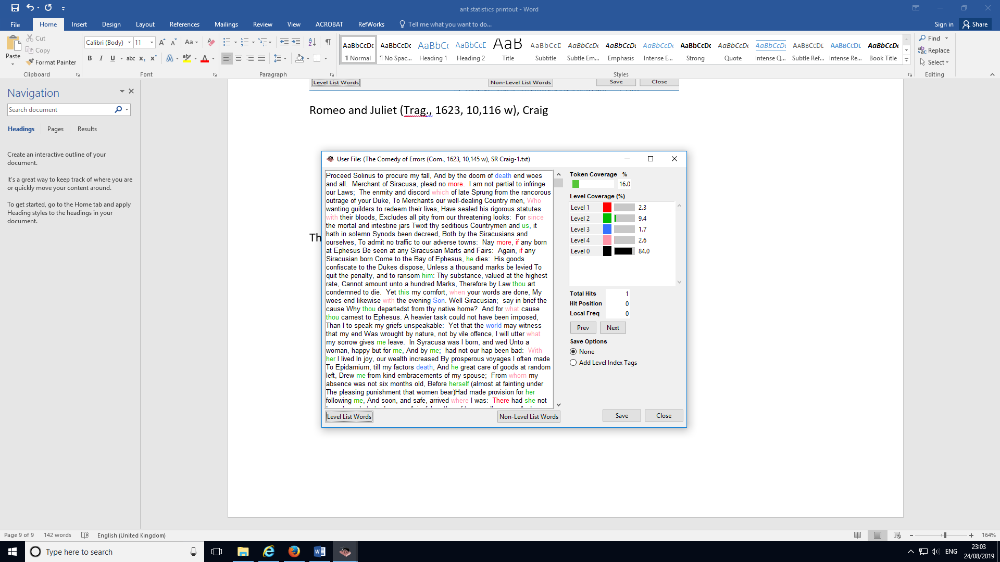 ant statistics printout - Word
File Home Insert Design Layout References Mailings Review View ACROBAT RefWorks Tell me what you want to do... Sign in Share
Paste
Cut
Copy
Format Painter
Clipboard
Calibri (Body) 11
Font
Paragraph
AaBbCcDc AaBbCcDc AaBbCc AaBbCcD AaB AaBbCcD AaBbCcDc AaBbCcDc AaBbCcDc AaBbCcDc AaBbCcDc AaBbCcDc AABBCCDE AABBCCDE AaBbCcDc
¶ Normal ¶ No Spac... Heading 1 Heading 2 Title Subtitle Subtle Em... Emphasis Intense E... Strong Quote Intense Q... Subtle Ref... Intense Re... Book Title
Styles
Find
Replace
Select
Editing
Navigation
Search document
Headings Pages Results
Create an interactive outline of your
document.
It's a great way to keep track of where you are
or quickly move your content around.
To get started, go to the Home tab and apply
Heading styles to the headings in your
document.
Level List Words Non-Level List Words Save Close
Romeo and Juliet (Trag., 1623, 10,116 w), Craig
Th
User File: (The Comedy of Errors (Com., 1623, 10,145 w), SR Craig-1.txt)
Proceed Solinus to procure my fall, And by the doom of death end woes
and all.  Merchant of Siracusa, plead no more.  I am not partial to infringe
our Laws;  The enmity and discord which of late Sprung from the rancorous
outrage of your Duke, To Merchants our well-dealing Country men, Who
wanting guilders to redeem their lives, Have sealed his rigorous statutes
with their bloods, Excludes all pity from our threatening looks:  For since
the mortal and intestine jars Twixt thy seditious Countrymen and us, it
hath in solemn Synods been decreed, Both by the Siracusians and
ourselves, To admit no traffic to our adverse towns:  Nay more, if any born
at Ephesus Be seen at any Siracusian Marts and Fairs:  Again, if any
Siracusian born Come to the Bay of Ephesus, he dies:  His goods
confiscate to the Dukes dispose, Unless a thousand marks be levied To
quit the penalty, and to ransom him: Thy substance, valued at the highest
rate, Cannot amount unto a hundred Marks, Therefore by Law thou art
condemned to die.  Yet this my comfort, when your words are done, My
woes end likewise with the evening Son. Well Siracusian;  say in brief the
cause Why thou departedst from thy native home?  And for what cause
thou camest to Ephesus. A heavier task could not have been imposed,
Than I to speak my griefs unspeakable:  Yet that the world may witness
that my end Was wrought by nature, not by vile offence, I will utter what
my sorrow gives me leave.  In Syracusa was I born, and wed Unto a
woman, happy but for me, And by me;  had not our hap been bad:  With
her I lived In joy, our wealth increased By prosperous voyages I often made
To Epidamium, till my factors death, And he great care of goods at random
left, Drew me from kind embracements of my spouse;  From whom my
absence was not six months old, Before herself (almost at fainting under
The pleasing punishment that women bear)Had made provision for her
following me, And soon, and safe, arrived where I was:  There had she not
Level List Words Non-Level List Words
Token Coverage %
16.0
Level Coverage (%)
Level 1 2.3
Level 2 9.4
Level 3 1.7
Level 4 2.6
Level 0 84.0
Total Hits 1
Hit Position 0
Local Freq 0
Prev Next
Save Options
None
Add Level Index Tags
Save Close
Page 9 of 9 142 words English (United Kingdom) 164%
Type here to search
ENG
23:03
24/08/2019